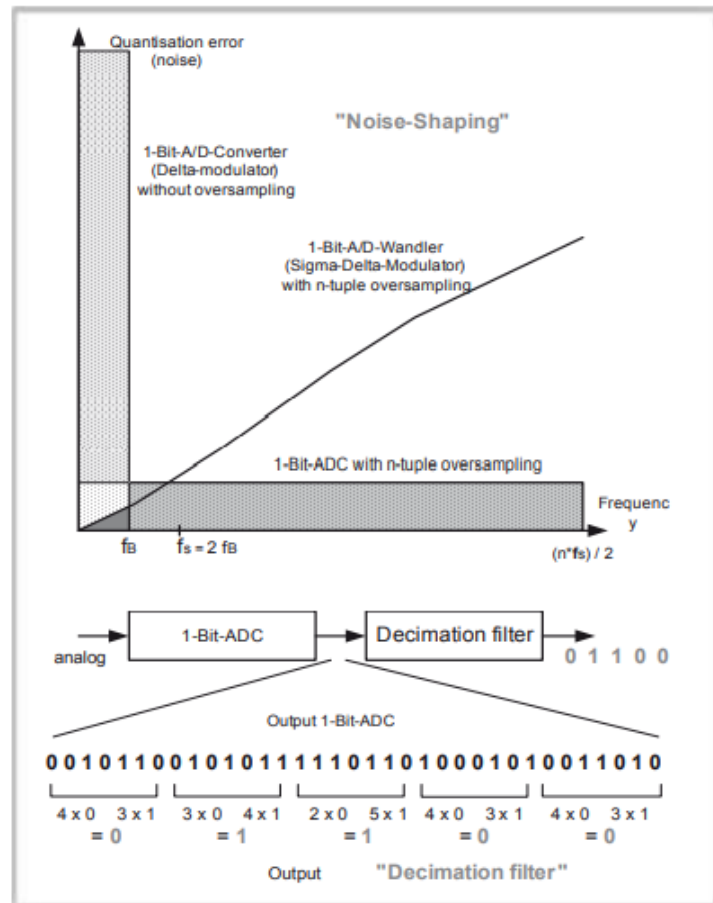 Quantisation error
(noise)
"Noise-Shaping"
1-Bit-A/D-Converter
(Delta-modulator)
without oversampling
1-Bit-A/D-Wandler
(Sigma-Delta-Modulator)
with n-tuple oversampling
1-Bit-ADC with n-tuple oversampling
Frequenc
y
fB
fs = 2 fB
(n*fs) / 2
1-Bit-ADC
Decimation filter
analog
0 1 1 0 0
Output 1-Bit-ADC
0 0 1 0 1 1 0 0 0 1 0 1 0 1 1 1 1 1 0 1 1 0 1 0 0 0 1 0 1 0 0 1 1 0 1 0
4 x 0 3 x 1 3 x 0 4 x 1 2 x 0 5 x 1 4 x 0 3 x 1 4 x 0 3 x 1
= 0 = 1 = 1 = 0 = 0
Output "Decimation filter"